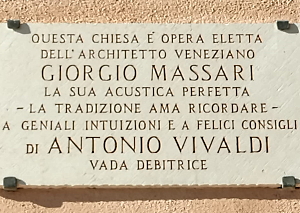 QUESTA CHIESA E' OPERA ELETTA
DELL'ARCHITETTO VENEZIANO
GIORGIO MASSARI
LA SUA ACUSTICA PERFETTA
- LA TRADIZIONE AMA RICORDARE -
A GENIALI INTUIZIONI E A FELICI CONSIGLI
DI ANTONIO VIVALDI
VADA DEBITRICE